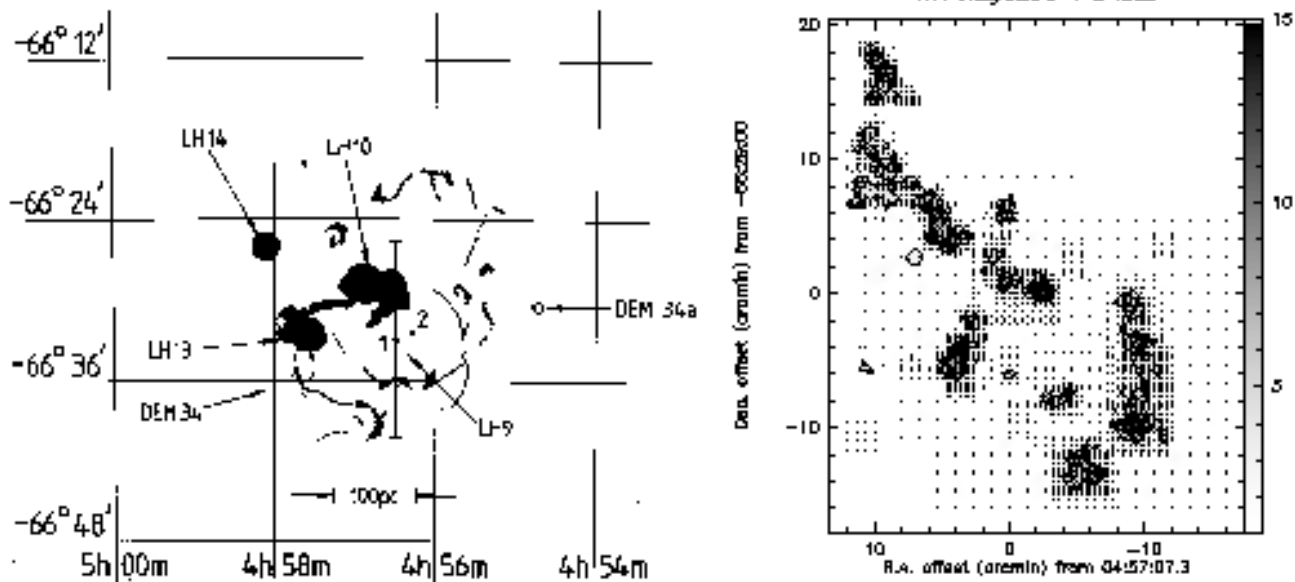 -66° 12'
LH14
LH10
-66° 24'
DEM 34a
2
1
LH13
-66° 36'
DEM 34
LH9
100pc
-66° 48'
5h 00m
4h 58m
4h 56m
4h 54m
20
10
0
-10
Dec. offset (arcmin) from
10
0
-10
R.A. offset (arcmin) from 04:57:07.3
15
10
5